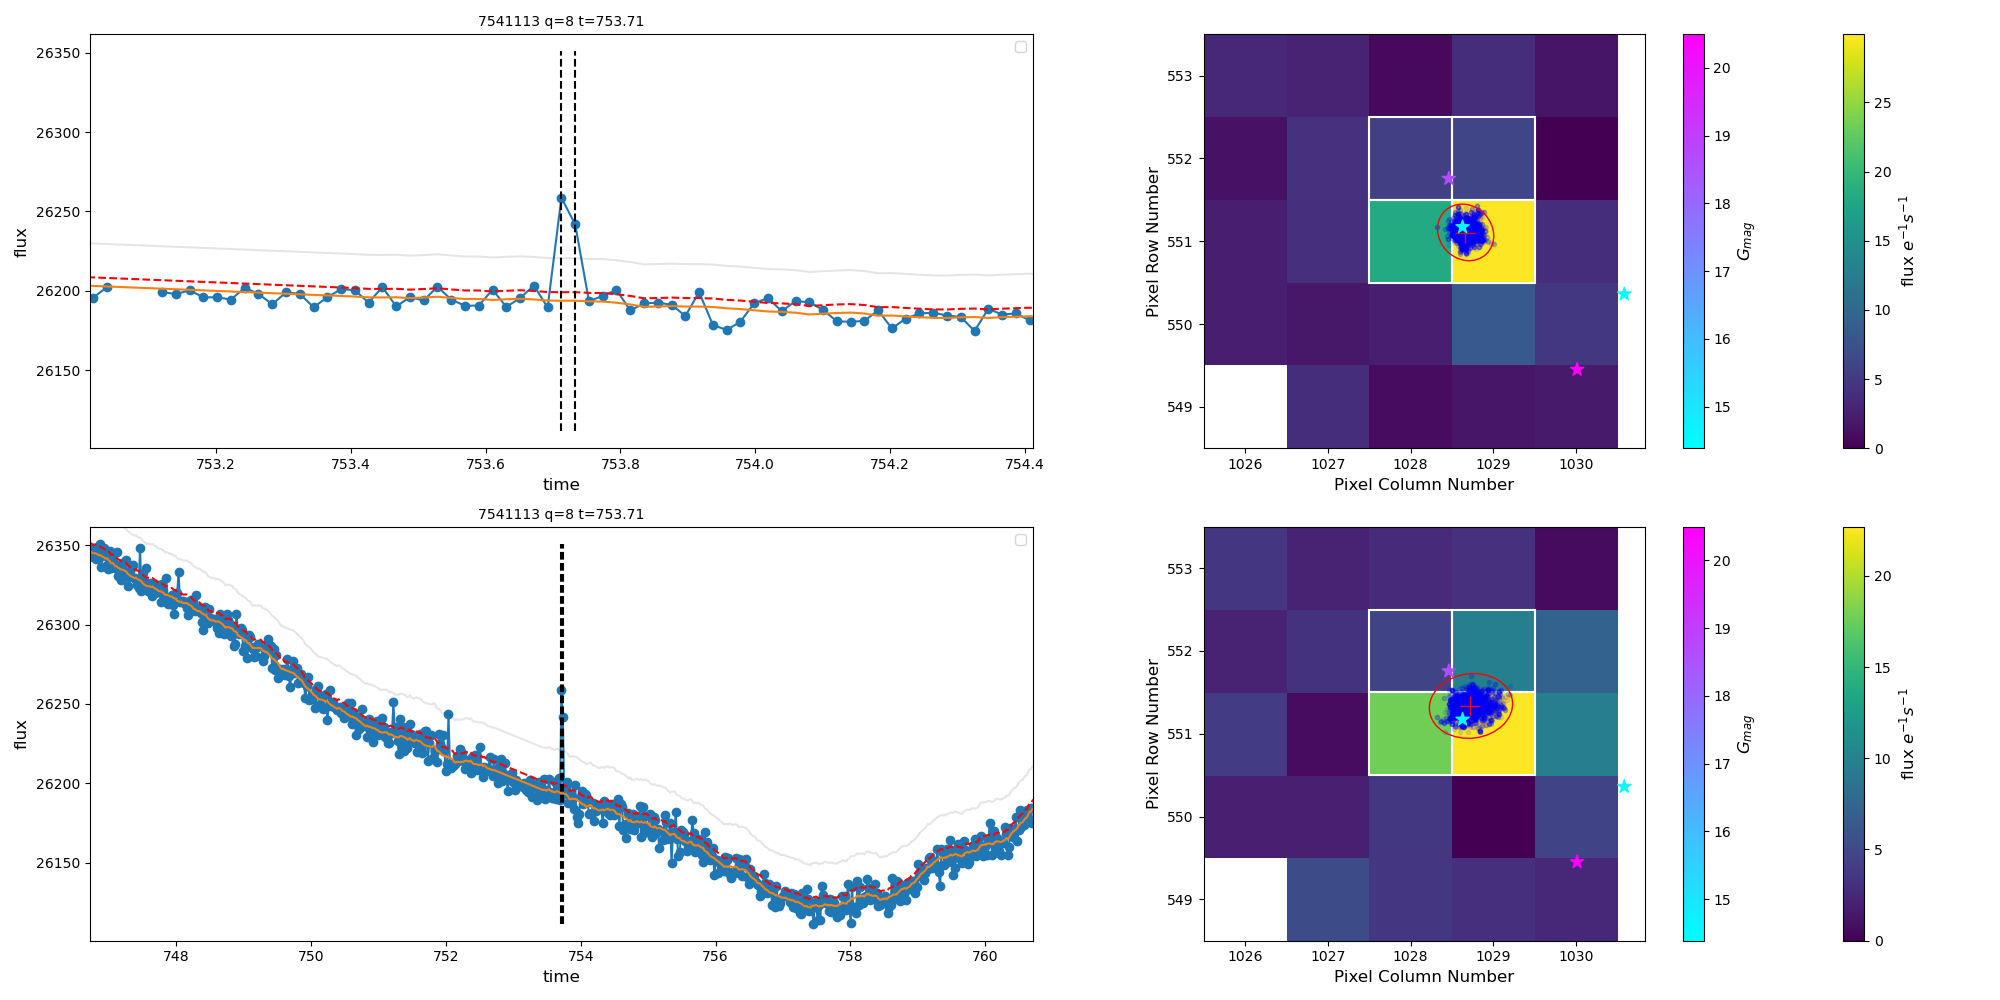 7541113 q=8 t=753.71
flux
26350
26300
26250
26200
26150
753.2 753.4 753.6 753.8 754.0 754.2 754.4
time
Pixel Row Number
553
552
551
550
549
1026 1027 1028 1029 1030
Pixel Column Number
20
19
18
17
16
15
G_mag
25
20
15
10
5
0
flux e⁻¹s⁻¹
7541113 q=8 t=753.71
flux
26350
26300
26250
26200
26150
748 750 752 754 756 758 760
time
Pixel Row Number
553
552
551
550
549
1026 1027 1028 1029 1030
Pixel Column Number
20
19
18
17
16
15
G_mag
20
15
10
5
0
flux e⁻¹s⁻¹